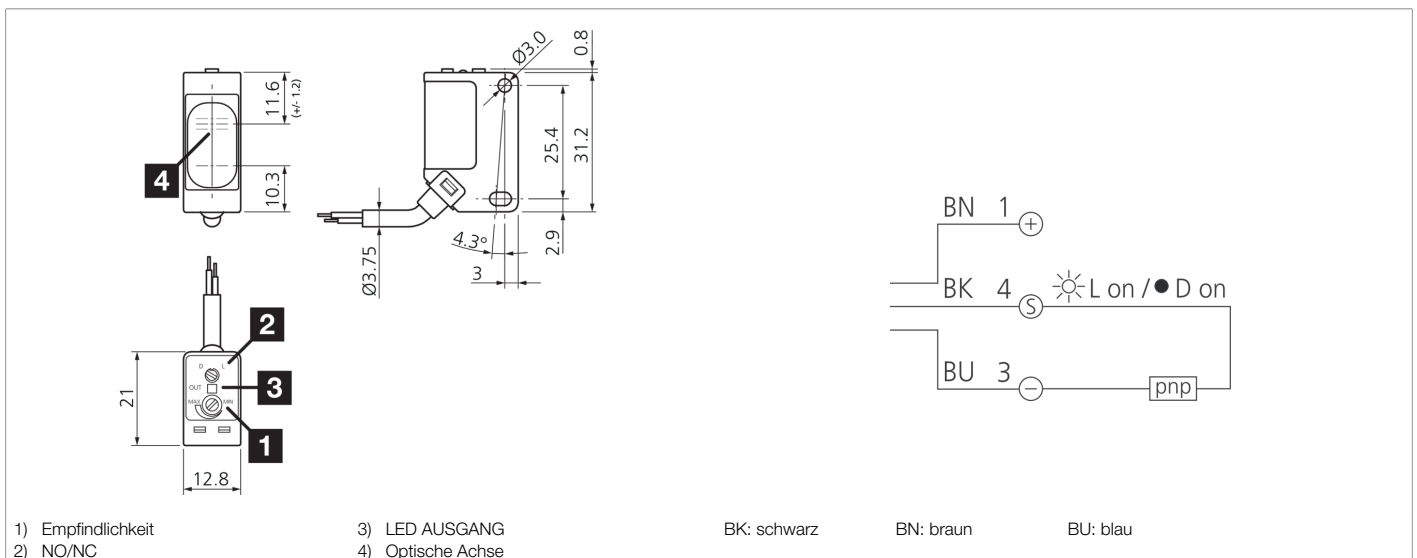 Ø3.0
0.8
11.6
(+/- 1.2)
10.3
25.4
31.2
4
Ø3.75
4.3°
3
2.9
BN 1 +
BK 4 S L on / ● D on
BU 3 −
pnp
2
D L
OUT
3
MAX MIN
1
21
12.8
1) Empfindlichkeit
2) NO/NC
3) LED AUSGANG
4) Optische Achse
BK: schwarz
BN: braun
BU: blau